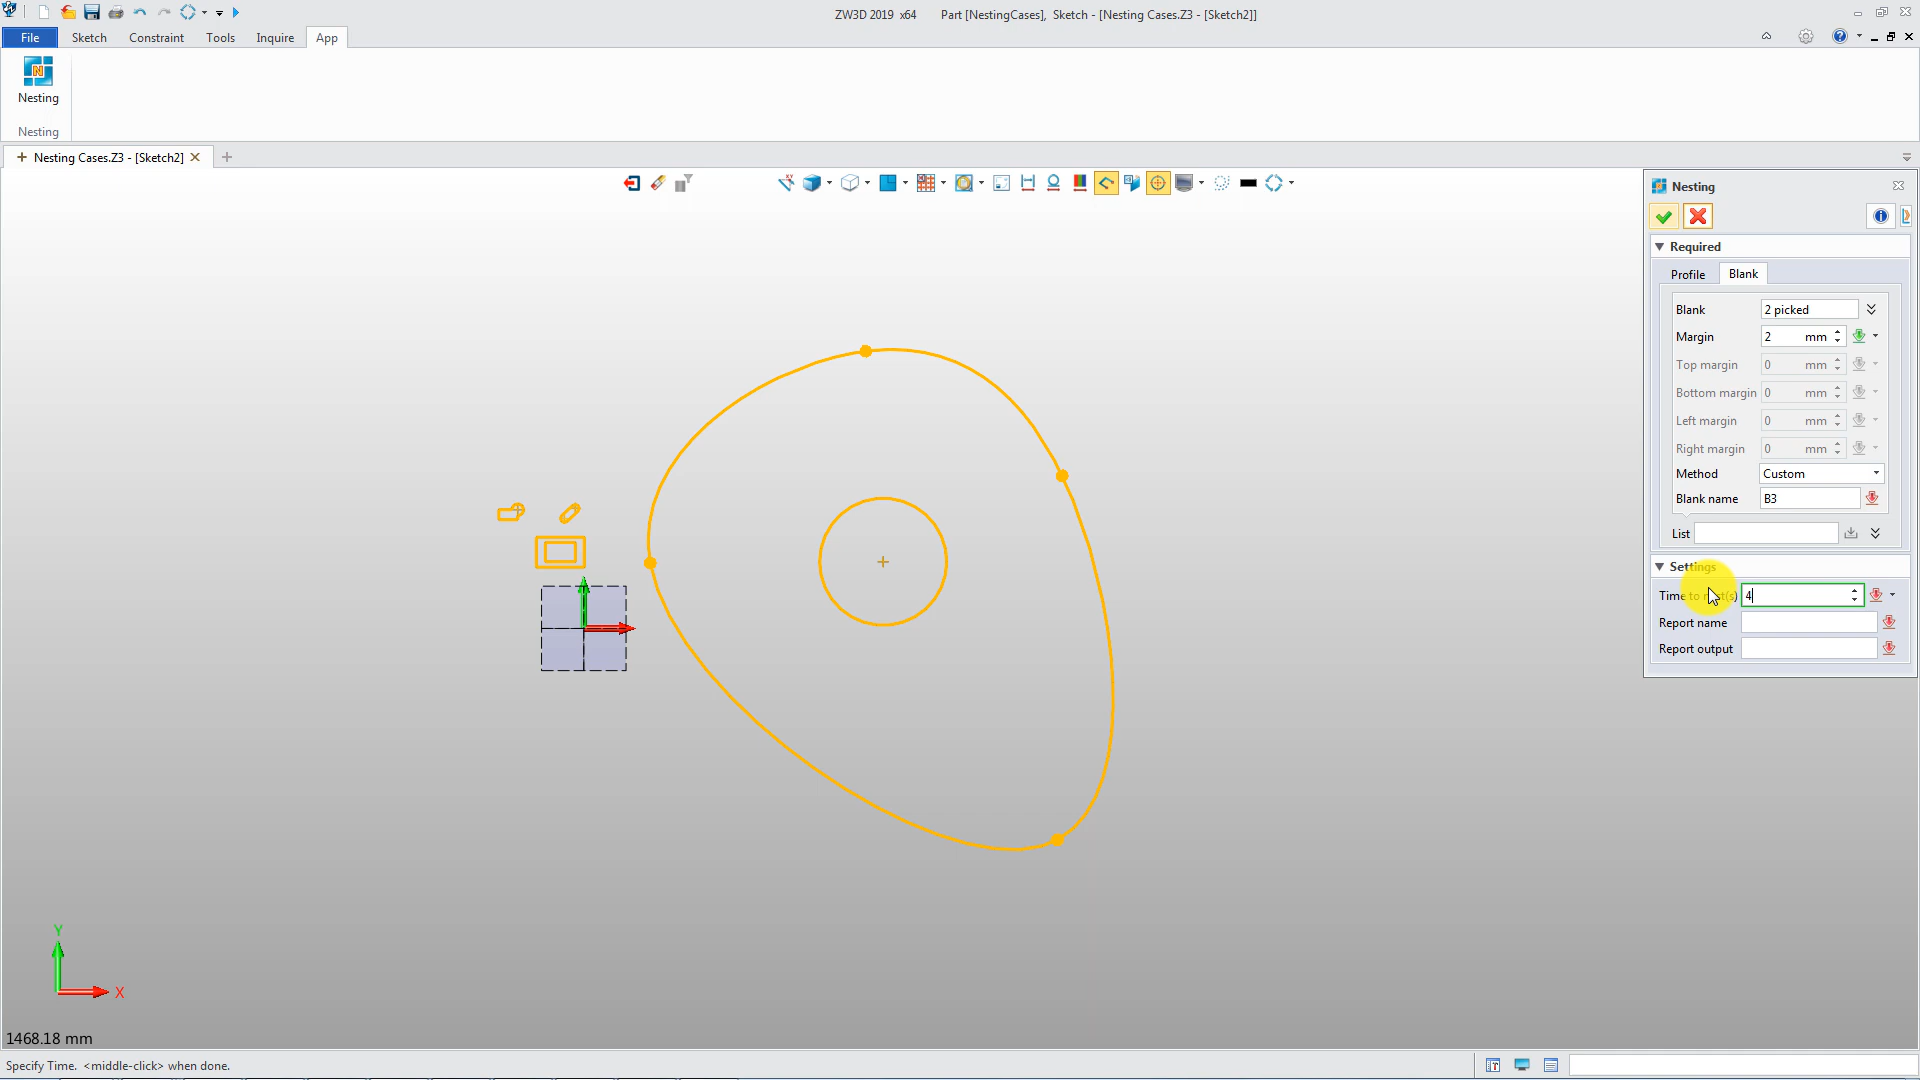 ZW3D 2019 x64 Part [NestingCases], Sketch - [Nesting Cases.Z3 - [Sketch2]]
File Sketch Constraint Tools Inquire App
Nesting
Nesting
Nesting Cases.Z3 - [Sketch2]
Nesting
Required
Profile Blank
Blank 2 picked
Margin 2 mm
Top margin 0 mm
Bottom margin 0 mm
Left margin 0 mm
Right margin 0 mm
Method Custom
Blank name B3
List
Settings
Time to nest(s) 4
Report name
Report output
Y
X
1468.18 mm
Specify Time. <middle-click> when done.